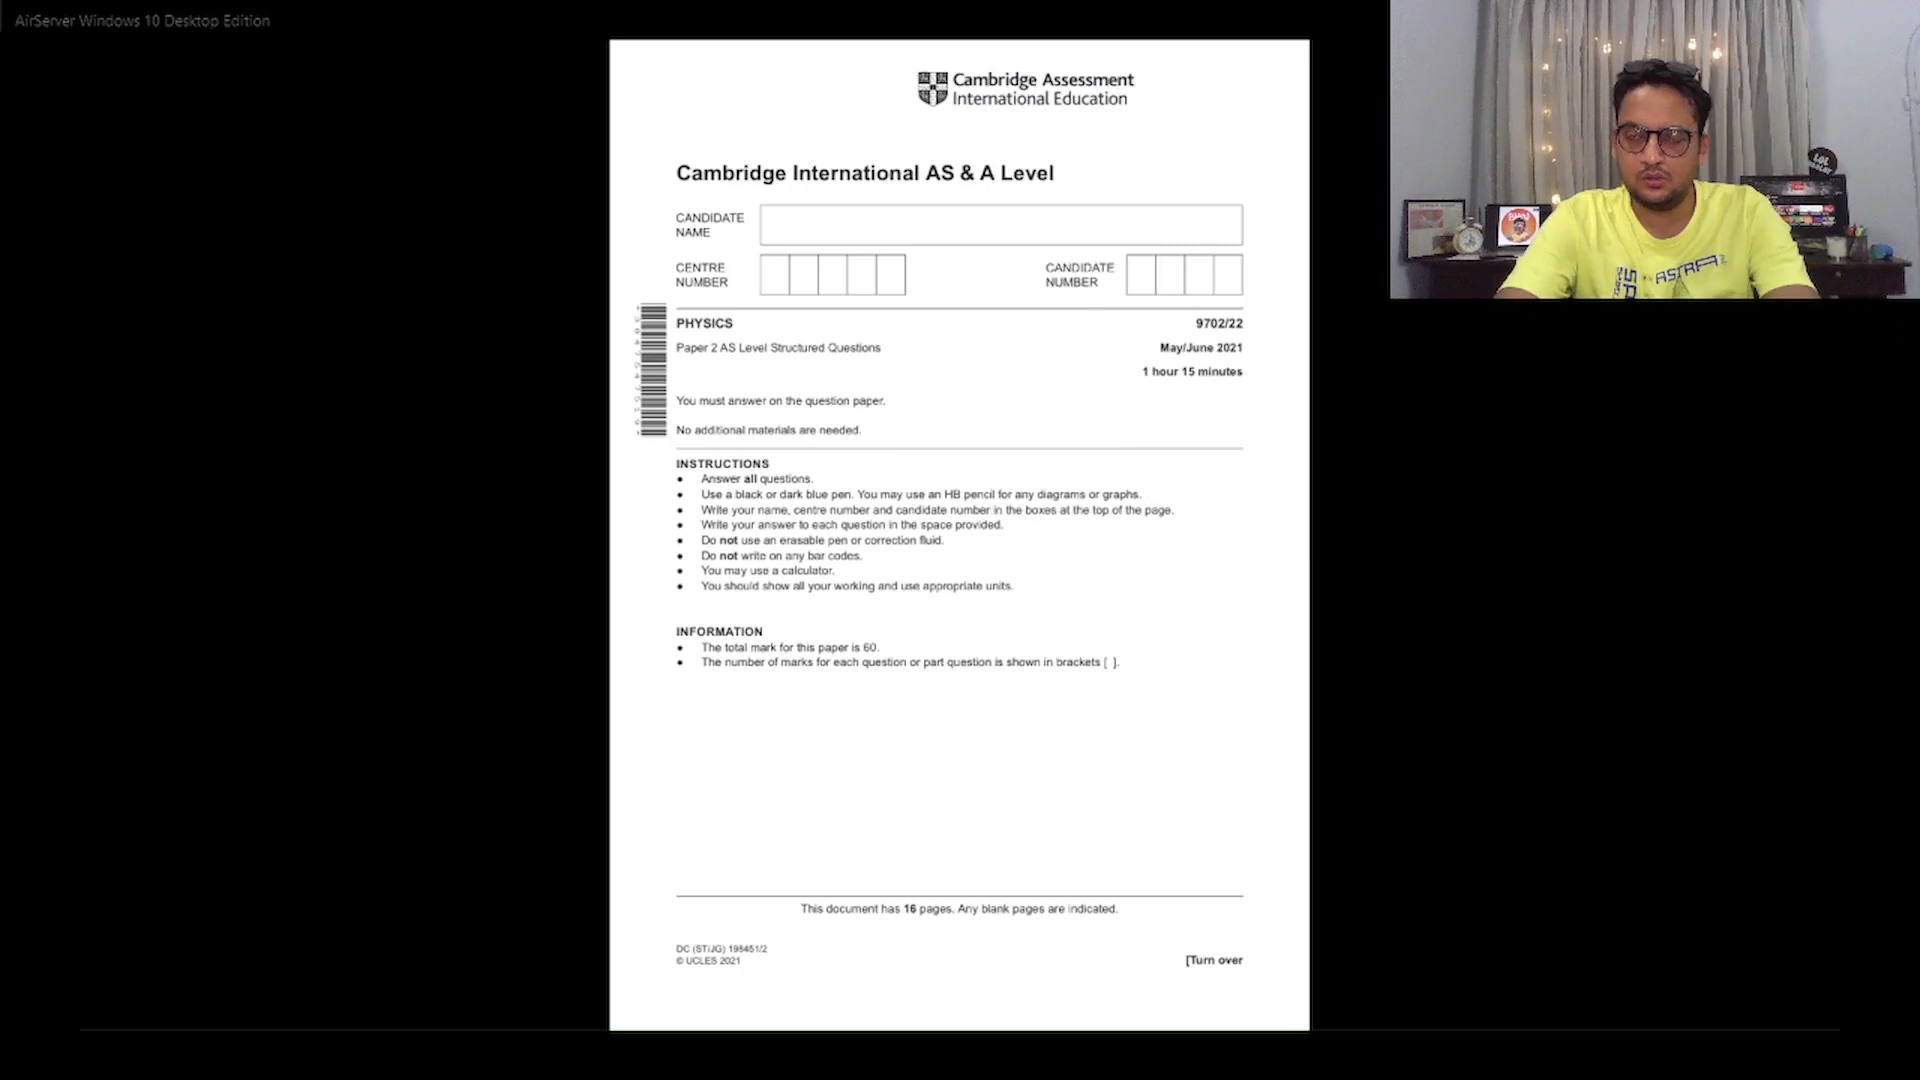 AirServer Windows 10 Desktop Edition
Cambridge Assessment
International Education
Cambridge International AS & A Level
CANDIDATE
NAME
CENTRE
NUMBER
CANDIDATE
NUMBER
PHYSICS
9702/22
Paper 2 AS Level Structured Questions
May/June 2021
1 hour 15 minutes
You must answer on the question paper.
No additional materials are needed.
INSTRUCTIONS
• Answer all questions.
• Use a black or dark blue pen. You may use an HB pencil for any diagrams or graphs.
• Write your name, centre number and candidate number in the boxes at the top of the page.
• Write your answer to each question in the space provided.
• Do not use an erasable pen or correction fluid.
• Do not write on any bar codes.
• You may use a calculator.
• You should show all your working and use appropriate units.
INFORMATION
• The total mark for this paper is 60.
• The number of marks for each question or part question is shown in brackets [ ].
This document has 16 pages. Any blank pages are indicated.
DC (ST/JG) 198451/2
© UCLES 2021
[Turn over